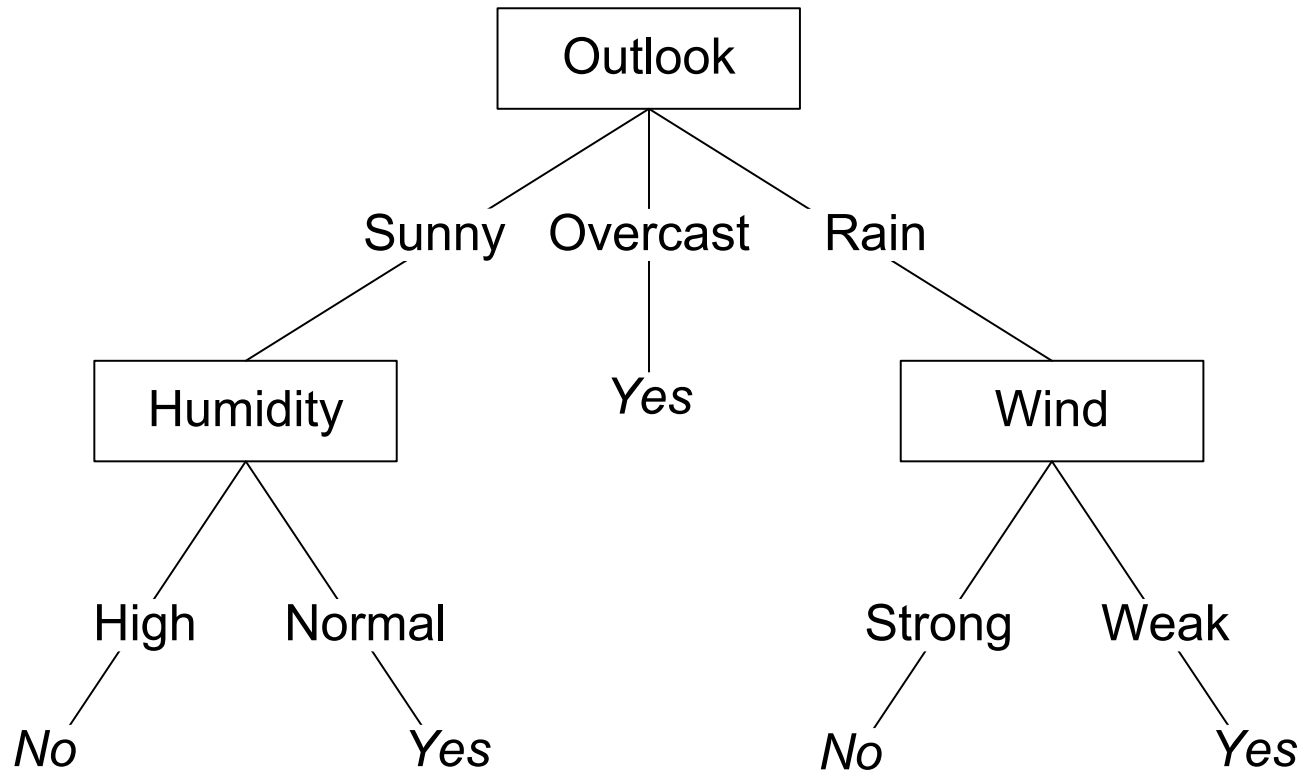 Outlook
Sunny Overcast Rain
Humidity Yes Wind
High Normal Strong Weak
No Yes No Yes